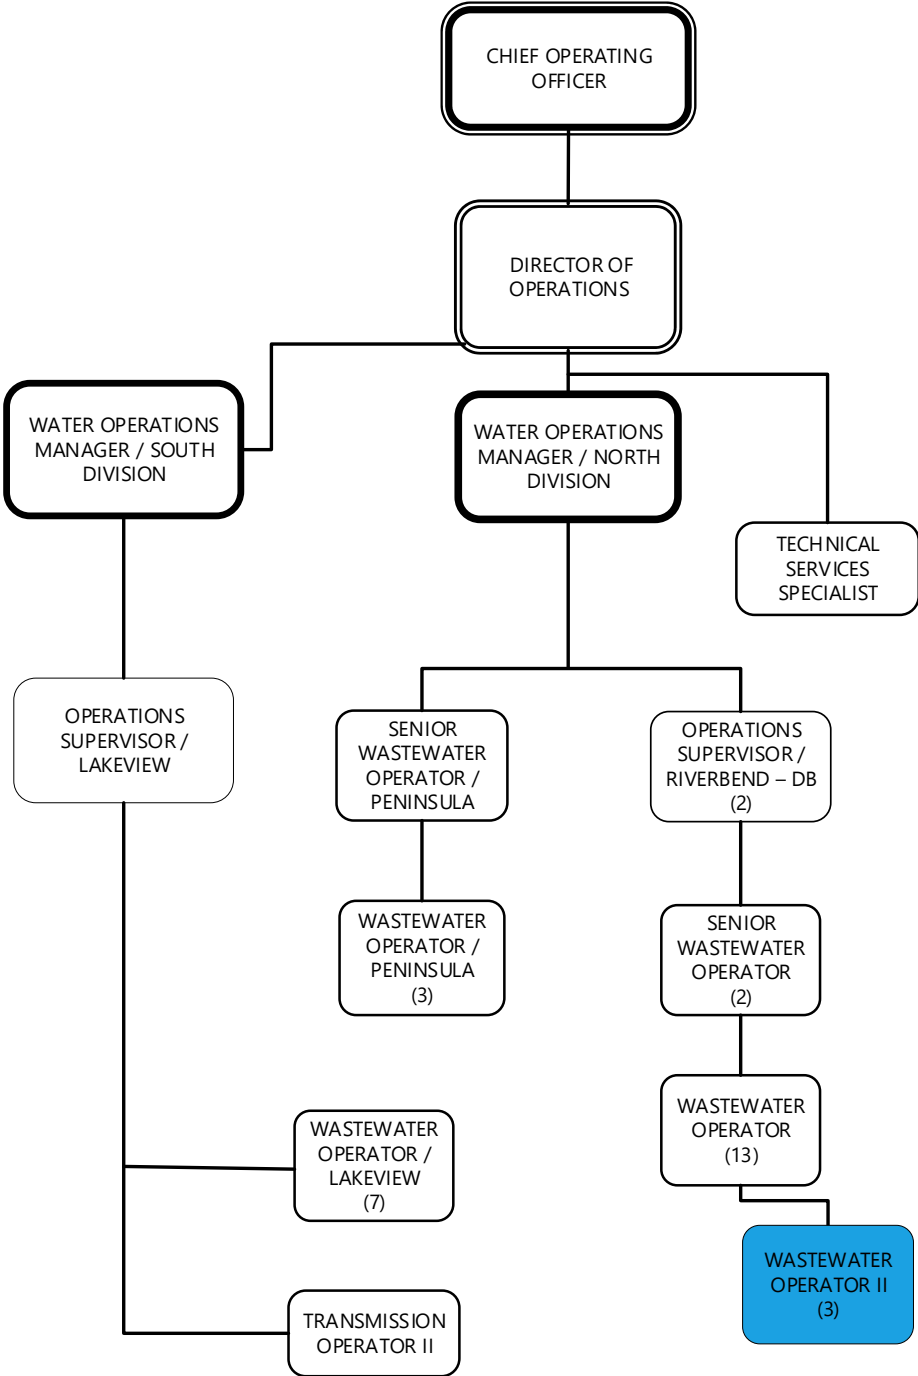 CHIEF OPERATING
OFFICER
DIRECTOR OF
OPERATIONS
WATER OPERATIONS
MANAGER / SOUTH
DIVISION
WATER OPERATIONS
MANAGER / NORTH
DIVISION
TECHNICAL
SERVICES
SPECIALIST
OPERATIONS
SUPERVISOR /
LAKEVIEW
SENIOR
WASTEWATER
OPERATOR /
PENINSULA
OPERATIONS
SUPERVISOR /
RIVERBEND – DB
(2)
WASTEWATER
OPERATOR /
PENINSULA
(3)
SENIOR
WASTEWATER
OPERATOR
(2)
WASTEWATER
OPERATOR
(13)
WASTEWATER
OPERATOR /
LAKEVIEW
(7)
WASTEWATER
OPERATOR II
(3)
TRANSMISSION
OPERATOR II